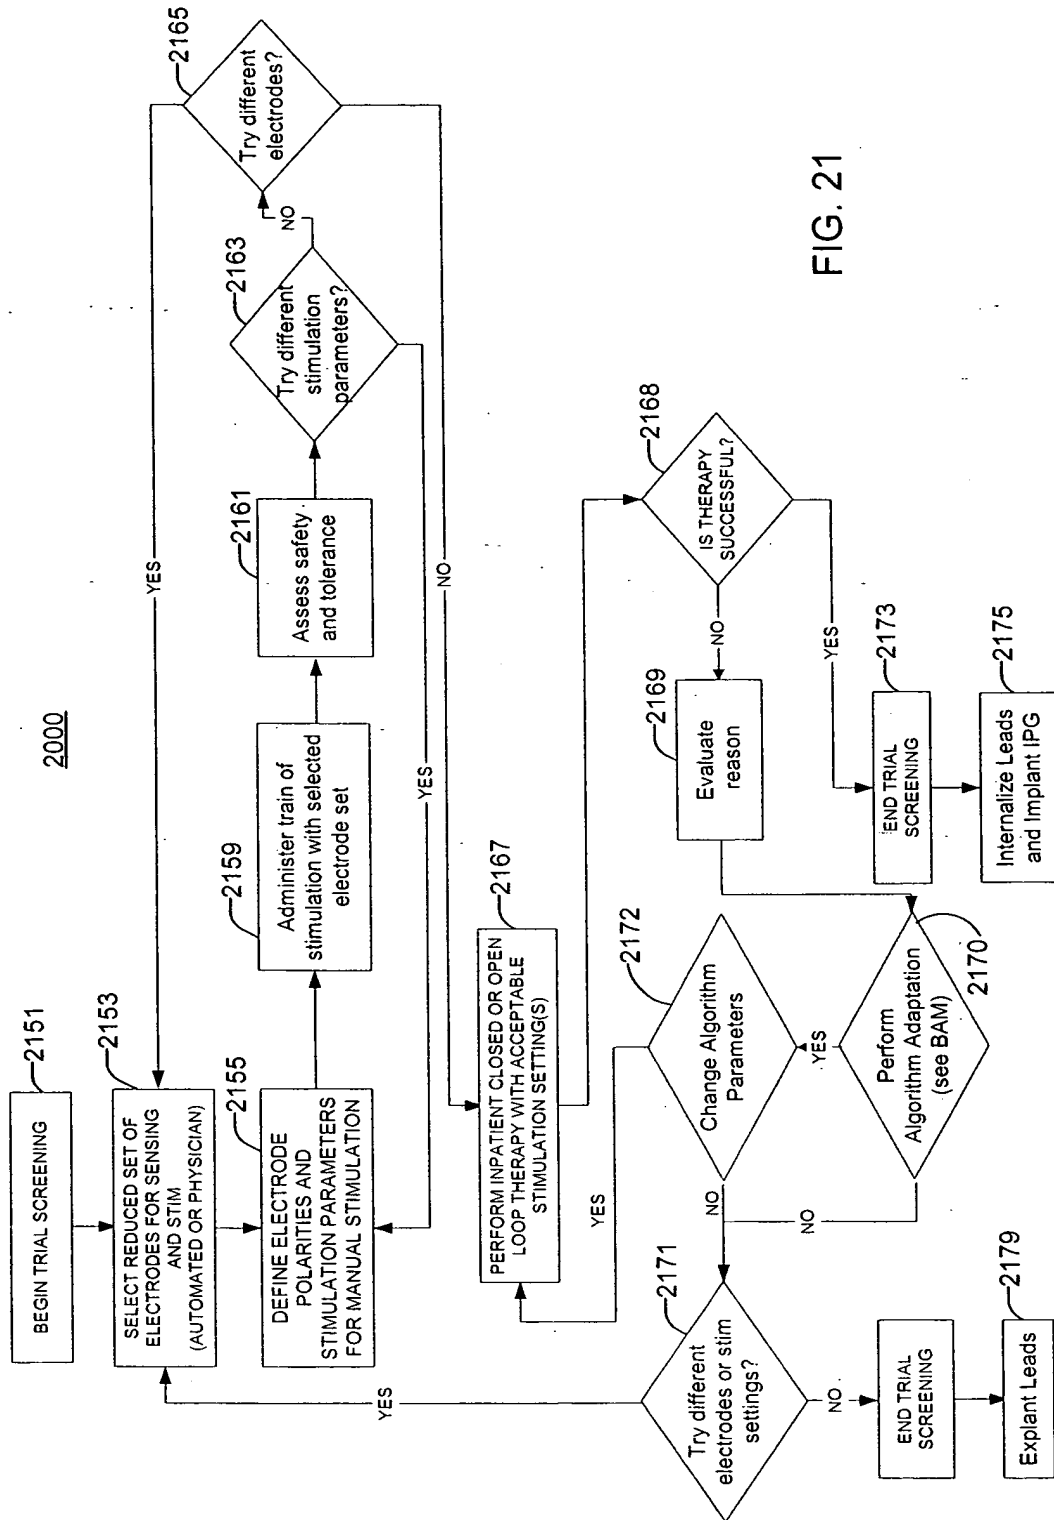 2000
2151
BEGIN TRIAL SCREENING
2153
SELECT REDUCED SET OF
ELECTRODES FOR SENSING
AND STIM
(AUTOMATED OR PHYSICIAN)
2155
DEFINE ELECTRODE
POLARITIES AND
STIMULATION PARAMETERS
FOR MANUAL STIMULATION
2159
Administer train of
stimulation with selected
electrode set
2161
Assess safety
and tolerance
2163
Try different
stimulation
parameters?
NO
YES
2165
Try different
electrodes?
YES
NO
2167
PERFORM INPATIENT CLOSED OR OPEN
LOOP THERAPY WITH ACCEPTABLE
STIMULATION SETTING(S)
2168
IS THERAPY
SUCCESSFUL?
NO
YES
2169
Evaluate
reason
2170
Perform
Algorithm Adaptation
(see BAM)
YES
NO
2172
Change Algorithm
Parameters
YES
NO
2171
Try different
electrodes or stim
settings?
YES
NO
END TRIAL
SCREENING
2179
Explant Leads
2173
END TRIAL
SCREENING
2175
Internalize Leads
and Implant IPG
FIG. 21